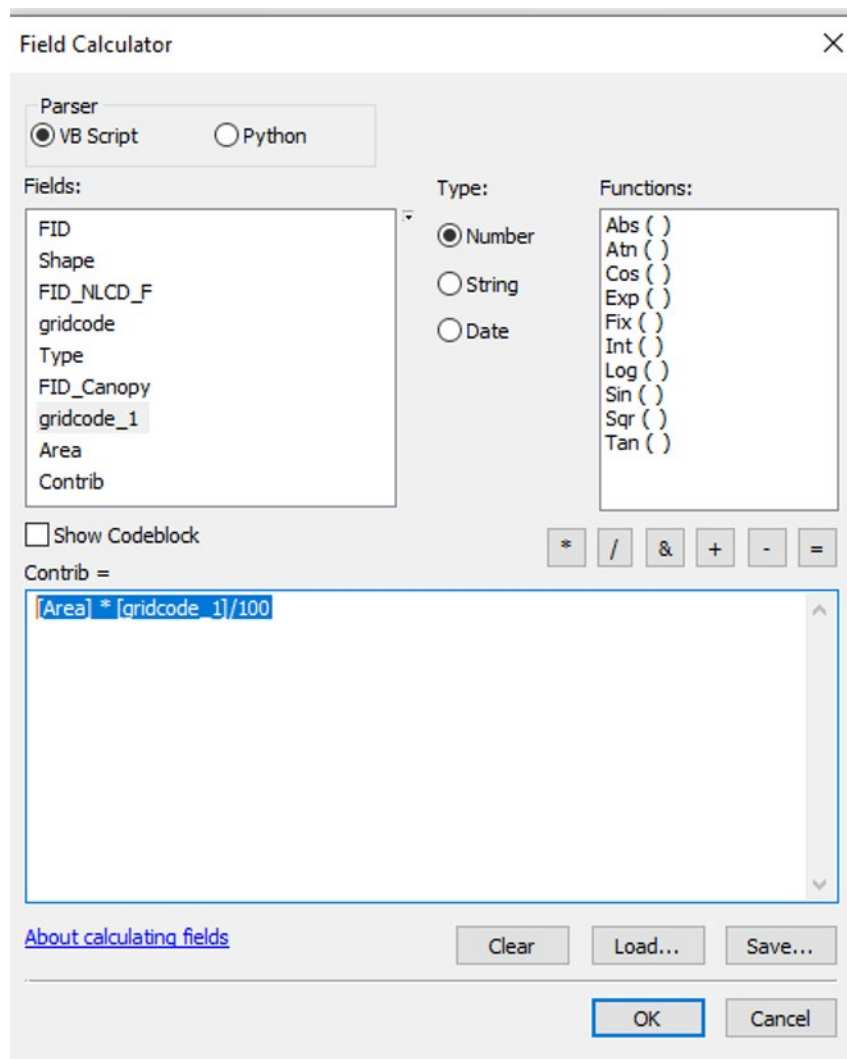 Field Calculator
Parser
VB Script Python
Fields: Type: Functions:
FID
Shape
FID_NLCD_F
gridcode
Type
FID_Canopy
gridcode_1
Area
Contrib
Number
String
Date
Abs ( )
Atn ( )
Cos ( )
Exp ( )
Fix ( )
Int ( )
Log ( )
Sin ( )
Sqr ( )
Tan ( )
Show Codeblock
* / & + - =
Contrib =
[Area] * [gridcode_1]/100
About calculating fields
Clear Load... Save...
OK Cancel